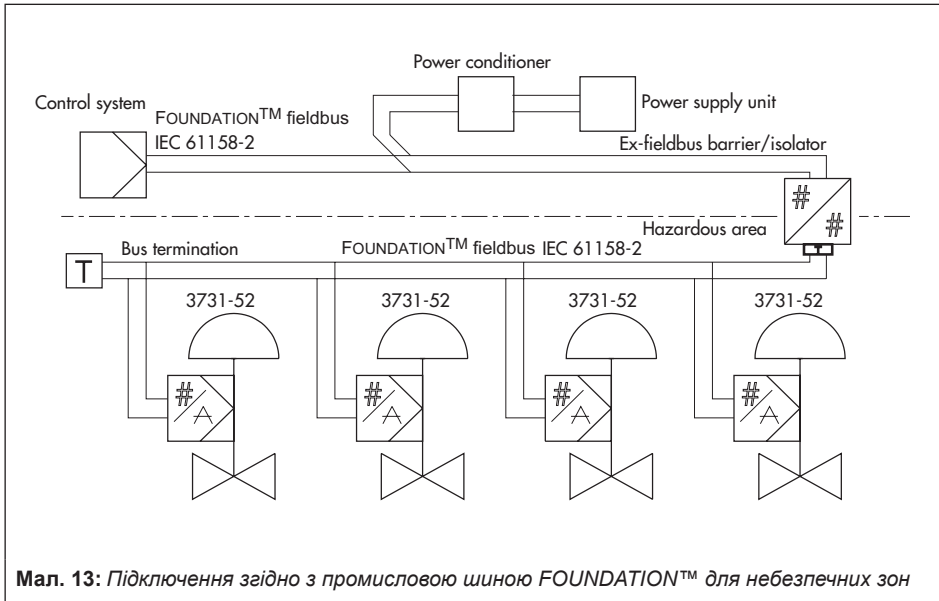 Power conditioner
Control system
Power supply unit
FOUNDATION™ fieldbus
IEC 61158-2
Ex-fieldbus barrier/isolator
#
#
Hazardous area
Bus termination
FOUNDATION™ fieldbus IEC 61158-2
T
T
3731-52 3731-52 3731-52 3731-52
# # # #
A A A A
Мал. 13: Підключення згідно з промисловою шиною FOUNDATION™ для небезпечних зон